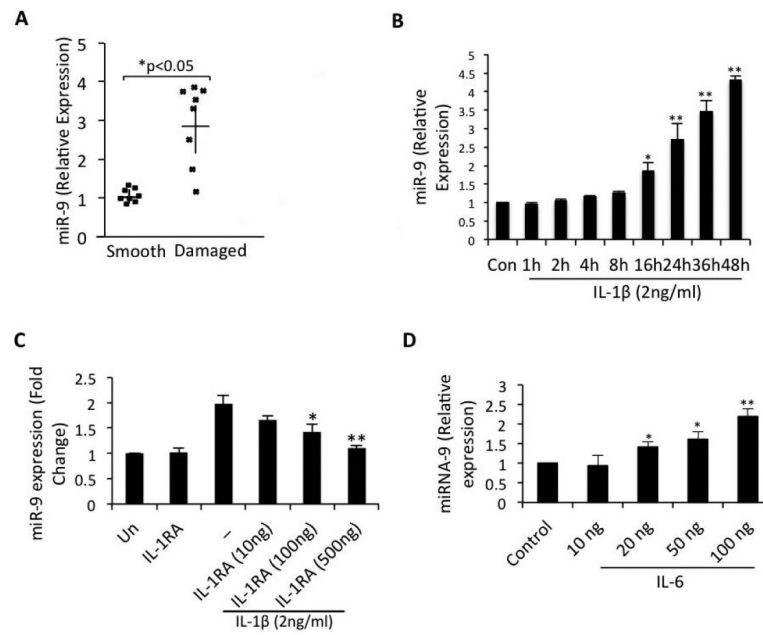 A
miR-9 (Relative Expression)
5
4
3
2
1
0
*p<0.05
Smooth Damaged
B
miR-9 (Relative
Expression)
5
4.5
4
3.5
3
2.5
2
1.5
1
0.5
0
*
**
**
**
Con 1h 2h 4h 8h 16h 24h 36h 48h
IL-1β (2ng/ml)
C
miR-9 expression (Fold
Change)
2.5
2
1.5
1
0.5
0
*
**
Un
IL-1RA
–
IL-1RA (10ng)
IL-1RA (100ng)
IL-1RA (500ng)
IL-1β (2ng/ml)
D
miRNA-9 (Relative
expression)
3
2.5
2
1.5
1
0.5
0
*
*
**
Control
10 ng
20 ng
50 ng
100 ng
IL-6